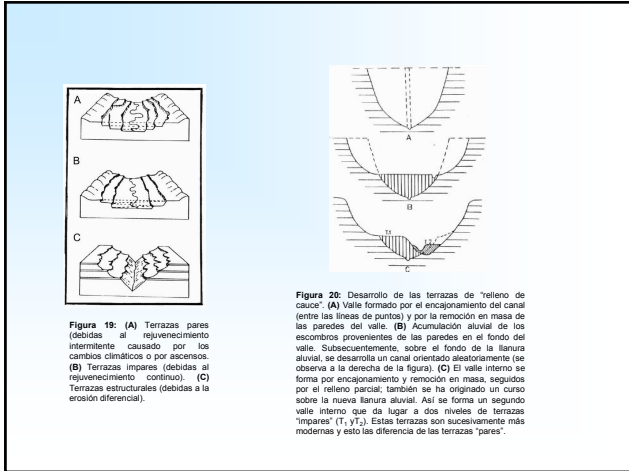 A
B
C
Figura 19: (A) Terrazas pares
(debidas al rejuvenecimiento
intermitente causado por los
cambios climáticos o por ascensos.
(B) Terrazas impares (debidas al
rejuvenecimiento continuo). (C)
Terrazas estructurales (debidas a la
erosión diferencial).
A
B
T1
C
Figura 20: Desarrollo de las terrazas de “relleno de
cauce”. (A) Valle formado por el encajonamiento del canal
(entre las líneas de puntos) y por la remoción en masa de
las paredes del valle. (B) Acumulación aluvial de los
escombros provenientes de las paredes en el fondo del
valle. Subsecuentemente, sobre el fondo de la llanura
aluvial, se desarrolla un canal orientado aleatoriamente (se
observa a la derecha de la figura). (C) El valle interno se
forma por encajonamiento y remoción en masa, seguidos
por el relleno parcial; también se ha originado un curso
sobre la nueva llanura aluvial. Así se forma un segundo
valle interno que da lugar a dos niveles de terrazas
“impares” (T1 yT2). Estas terrazas son sucesivamente más
modernas y esto las diferencia de las terrazas “pares”.